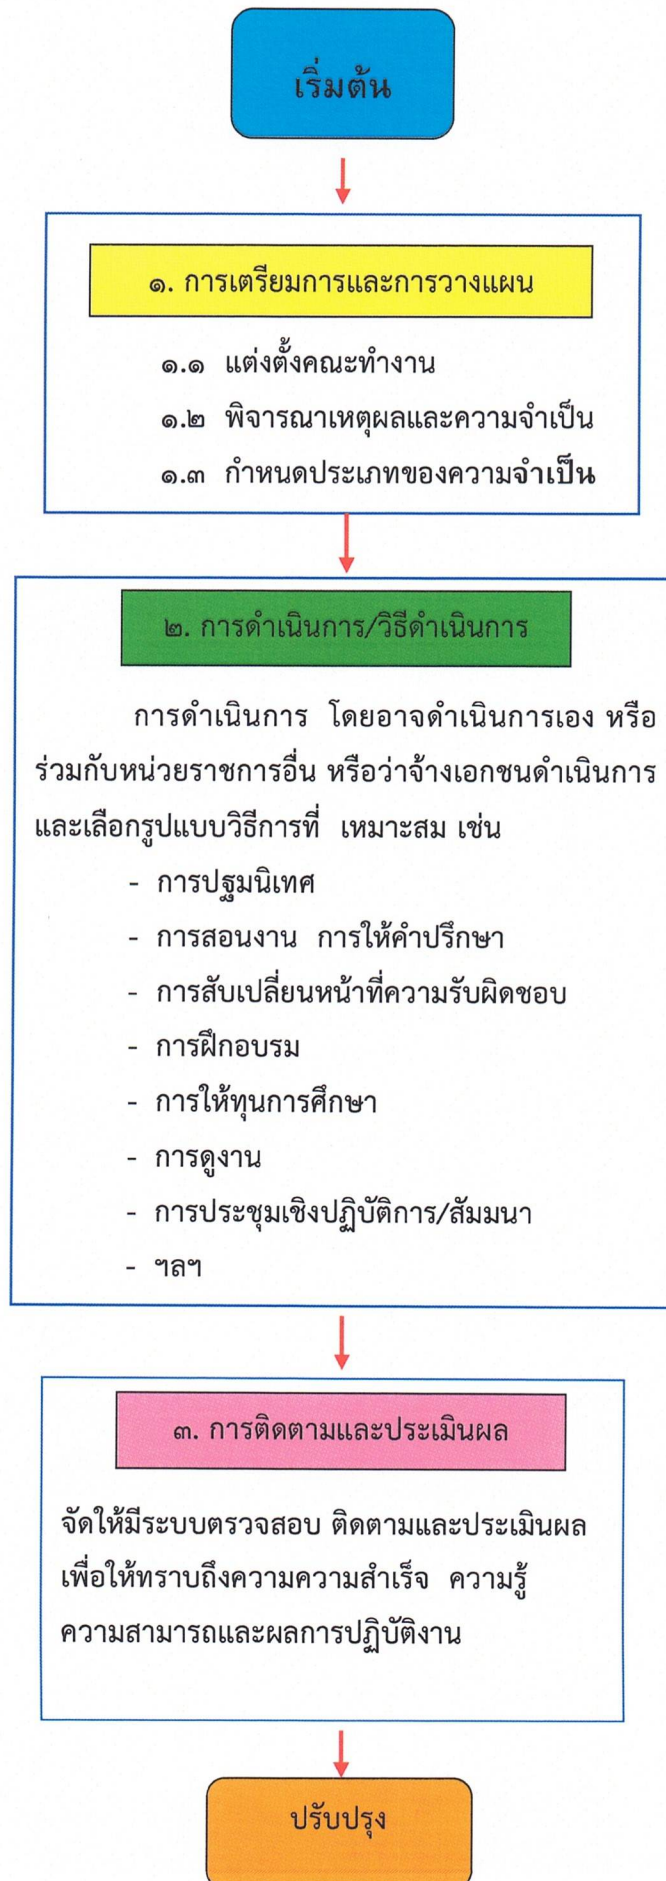 เริ่มต้น
๑. การเตรียมการและการวางแผน
๑.๑ แต่งตั้งคณะทำงาน
๑.๒ พิจารณาเหตุผลและความจำเป็น
๑.๓ กำหนดประเภทของความจำเป็น
๒. การดำเนินการ/วิธีดำเนินการ
การดำเนินการ โดยอาจดำเนินการเอง หรือ
ร่วมกับหน่วยราชการอื่น หรือว่าจ้างเอกชนดำเนินการ
และเลือกรูปแบบวิธีการที่ เหมาะสม เช่น
- การปฐมนิเทศ
- การสอนงาน การให้คำปรึกษา
- การสับเปลี่ยนหน้าที่ความรับผิดชอบ
- การฝึกอบรม
- การให้ทุนการศึกษา
- การดูงาน
- การประชุมเชิงปฏิบัติการ/สัมมนา
- ฯลฯ
๓. การติดตามและประเมินผล
จัดให้มีระบบตรวจสอบ ติดตามและประเมินผล
เพื่อให้ทราบถึงความความสำเร็จ ความรู้
ความสามารถและผลการปฏิบัติงาน
ปรับปรุง